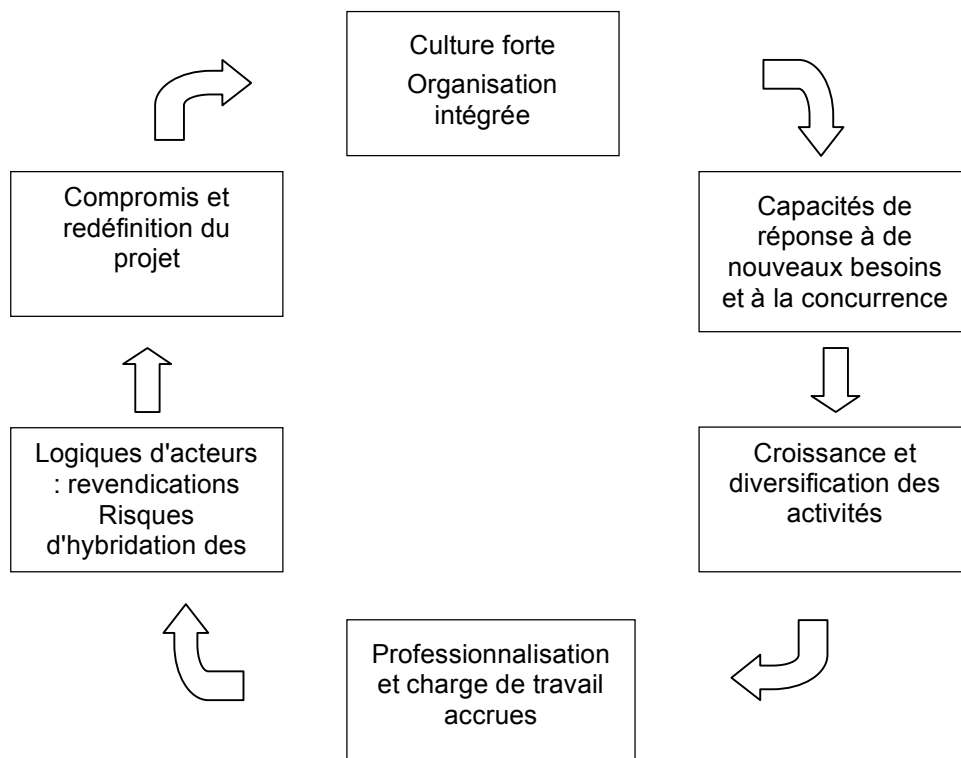 Culture forte
Organisation
intégrée
Capacités de
réponse à de
nouveaux besoins
et à la concurrence
Croissance et
diversification des
activités
Professionnalisation
et charge de travail
accrues
Logiques d'acteurs
: revendications
Risques
d'hybridation des
Compromis et
redéfinition du
projet